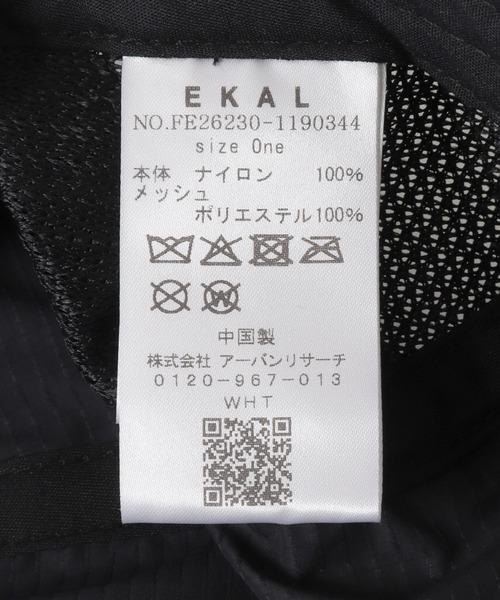 EKAL
NO.FE26230-1190344
size One
本体 ナイロン 100%
メッシュ
ポリエステル100%
中国製
株式会社 アーバンリサーチ
0120-967-013
WHT